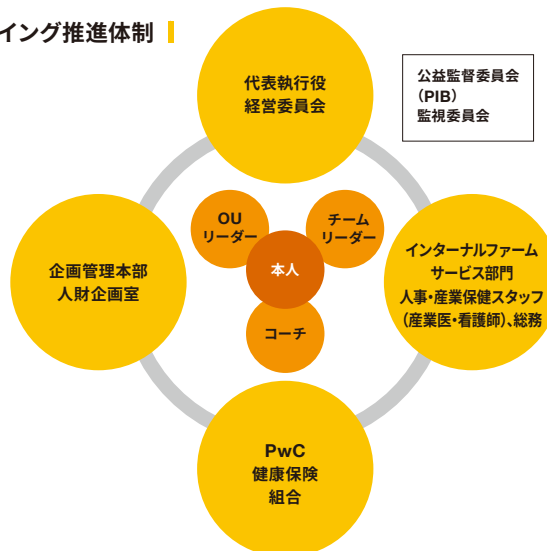 イング推進体制
代表執行役
経営委員会
公益監督委員会
（PIB）
監視委員会
OU
リーダー
チーム
リーダー
本人
コーチ
企画管理本部
人財企画室
インターナルファーム
サービス部門
人事・産業保健スタッフ
（産業医・看護師）、総務
PwC
健康保険
組合